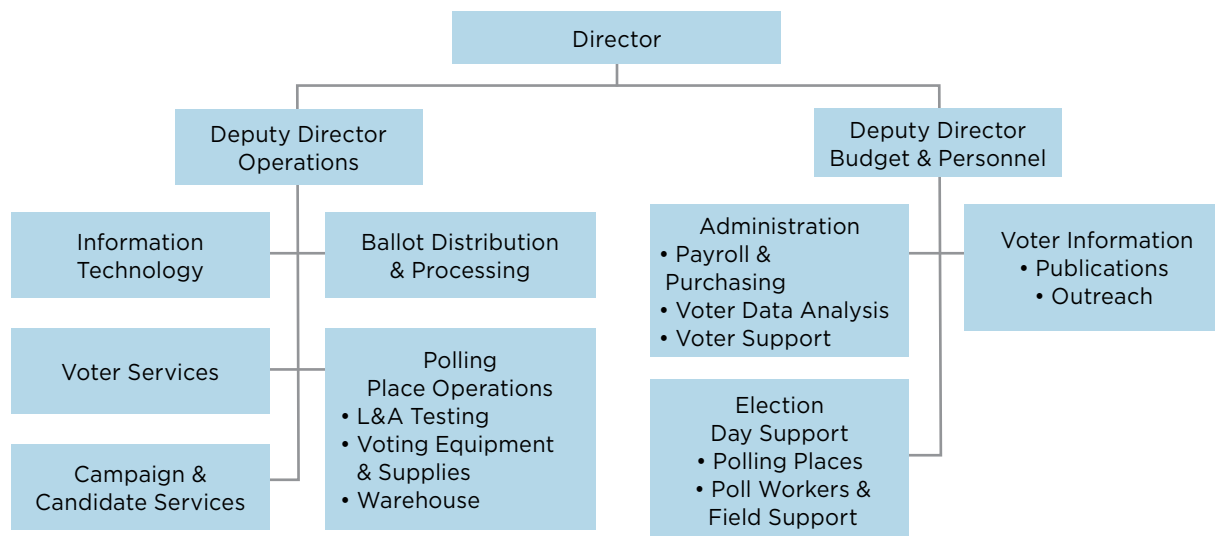 Director
Deputy Director
Operations
Deputy Director
Budget & Personnel
Information
Technology
Ballot Distribution
& Processing
Voter Services
Polling
Place Operations
• L&A Testing
• Voting Equipment
& Supplies
• Warehouse
Campaign &
Candidate Services
Administration
• Payroll &
Purchasing
• Voter Data Analysis
• Voter Support
Voter Information
• Publications
• Outreach
Election
Day Support
• Polling Places
• Poll Workers &
Field Support